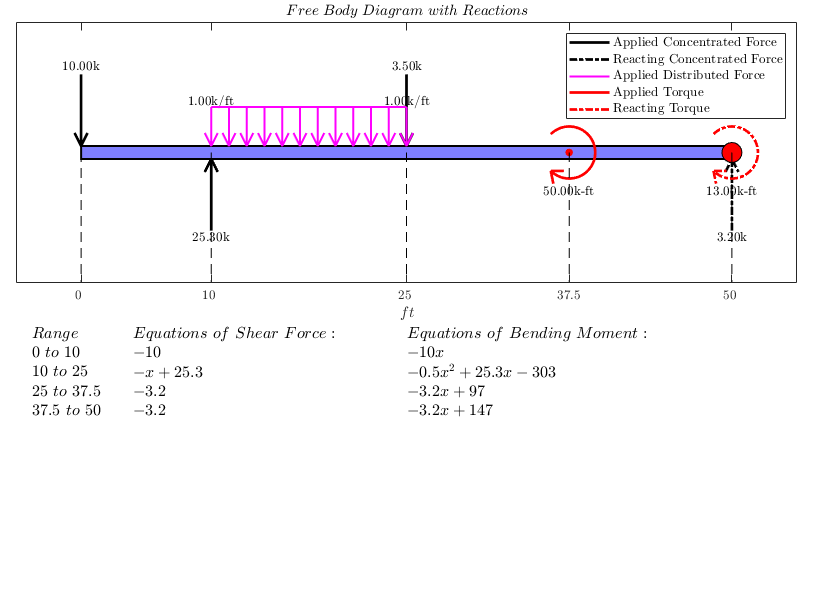 Free Body Diagram with Reactions
Applied Concentrated Force
Reacting Concentrated Force
Applied Distributed Force
Applied Torque
Reacting Torque
10.00k
3.50k
1.00k/ft
1.00k/ft
50.00k-ft
13.00k-ft
25.30k
3.20k
0
10
25
37.5
50
ft
Range Equations of Shear Force : Equations of Bending Moment :
0 to 10 −10 −10x
10 to 25 −x + 25.3 −0.5x² + 25.3x − 303
25 to 37.5 −3.2 −3.2x + 97
37.5 to 50 −3.2 −3.2x + 147